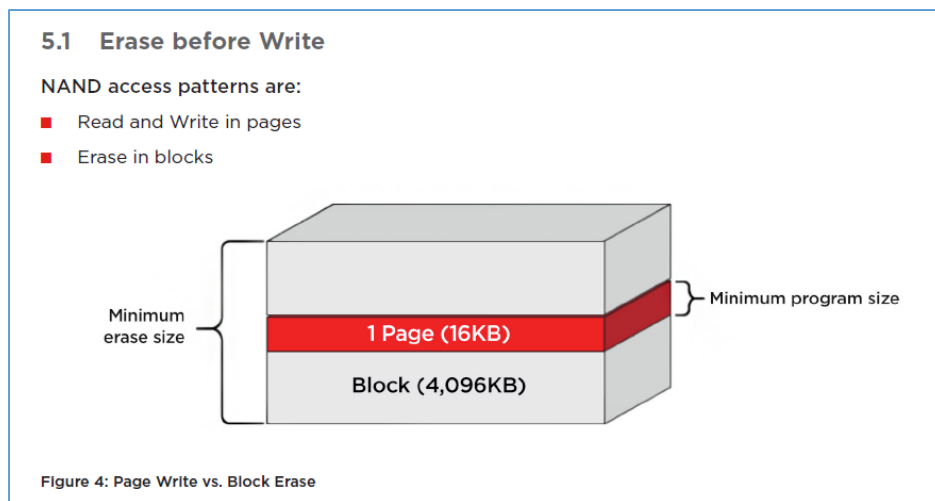 5.1 Erase before Write
NAND access patterns are:
Read and Write in pages
Erase in blocks
Minimum
erase size
1 Page (16KB)
Minimum program size
Block (4,096KB)
Figure 4: Page Write vs. Block Erase